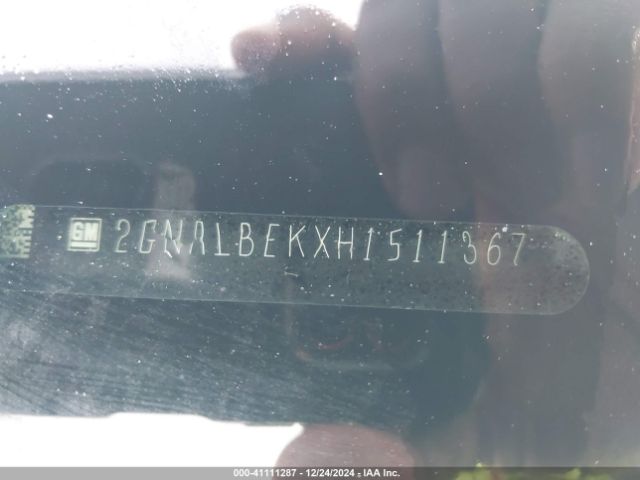 GM 2GNALBEKXH1511367
000-41111287 - 12/24/2024 - IAA Inc.